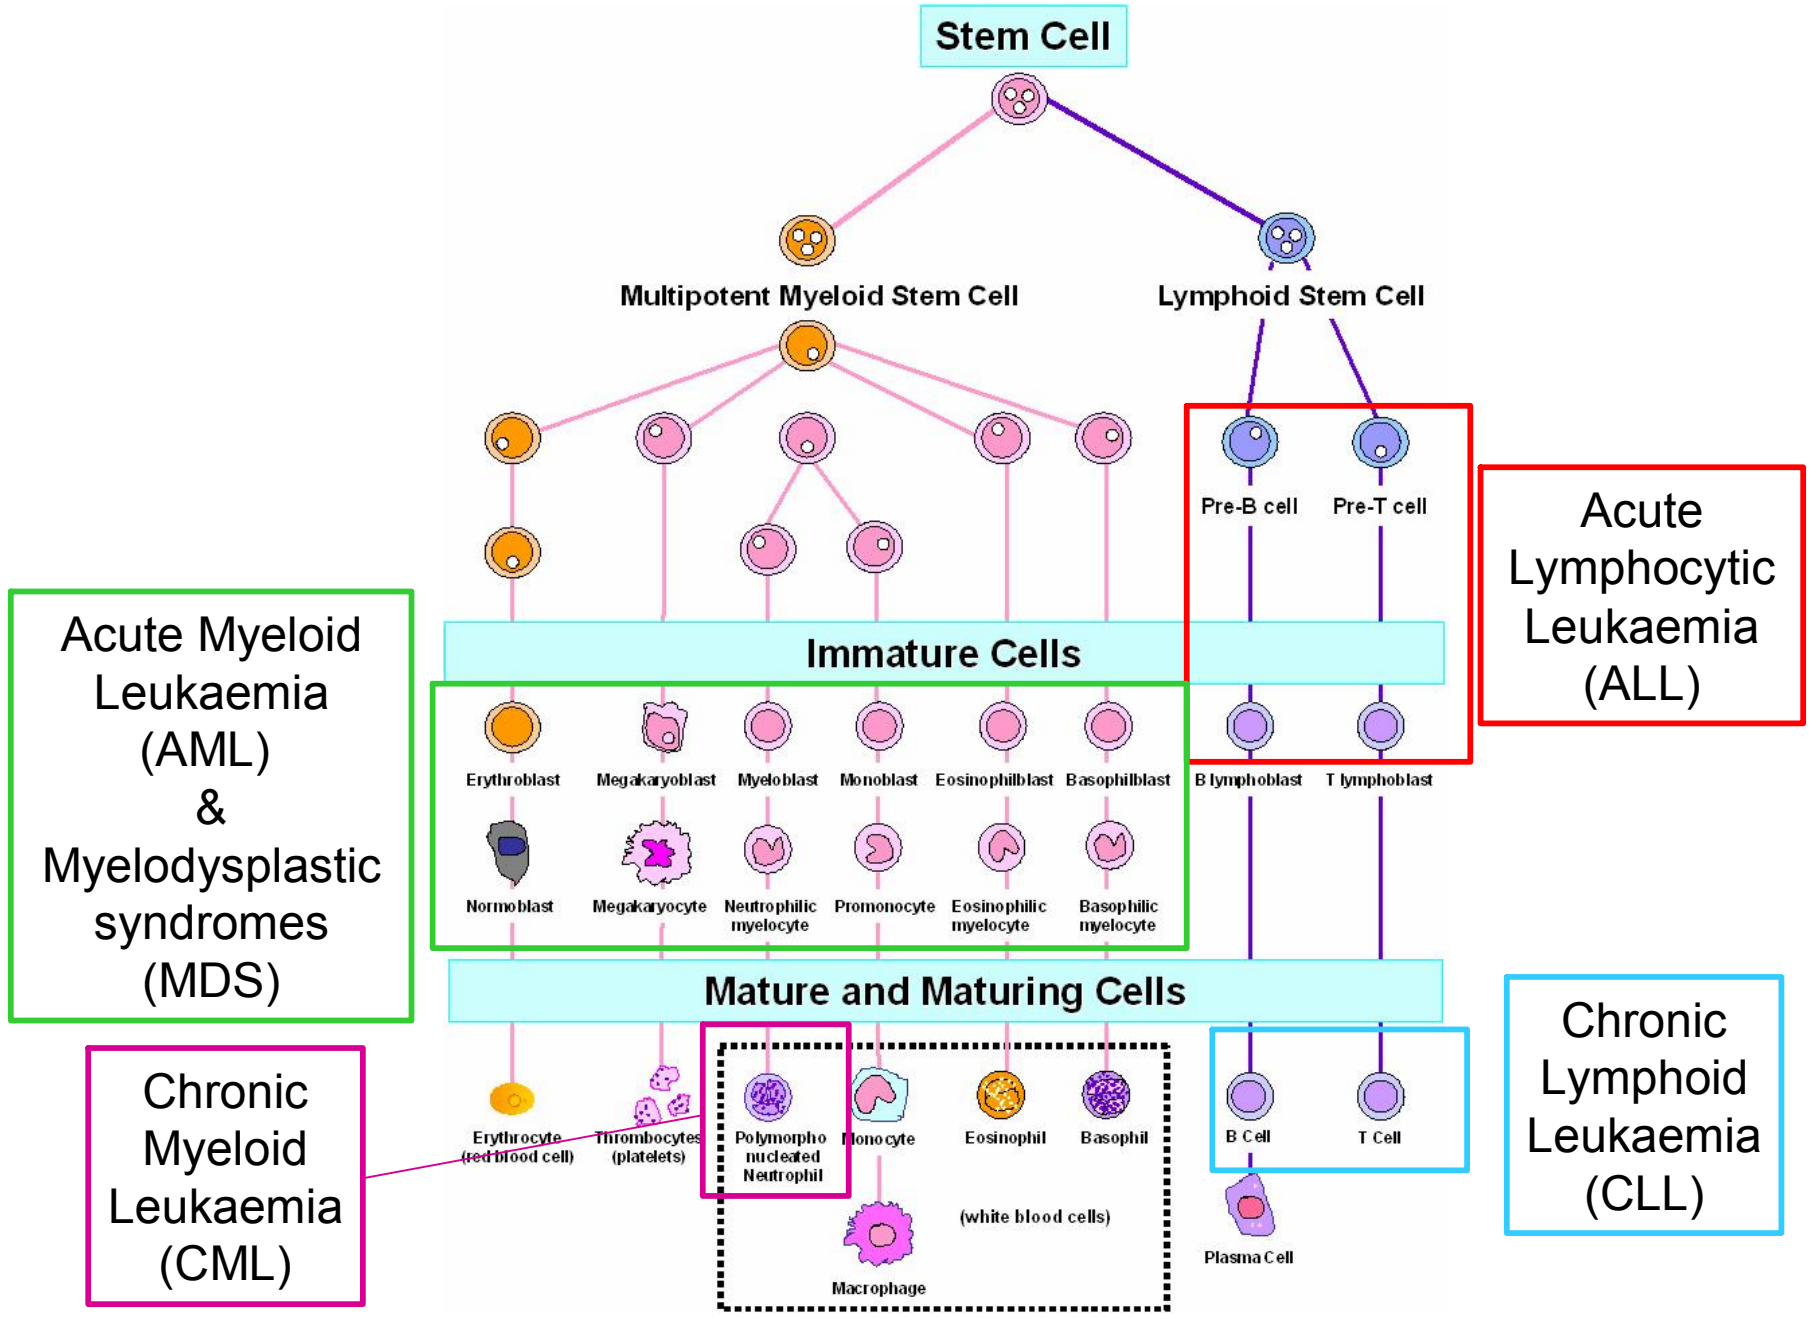 Stem Cell
Multipotent Myeloid Stem Cell
Lymphoid Stem Cell
Pre-B cell
Pre-T cell
Acute
Lymphocytic
Leukaemia
(ALL)
Immature Cells
Acute Myeloid
Leukaemia
(AML)
&
Myelodysplastic
syndromes
(MDS)
Erythroblast
Megakaryoblast
Myeloblast
Monoblast
Eosinophilblast
Basophilblast
B lymphoblast
T lymphoblast
Normoblast
Megakaryocyte
Neutrophilic
myelocyte
Promonocyte
Eosinophilic
myelocyte
Basophilic
myelocyte
Mature and Maturing Cells
Chronic
Myeloid
Leukaemia
(CML)
Erythrocyte
(red blood cell)
Thrombocytes
(platelets)
Polymorpho
nucleated
Neutrophil
Monocyte
Eosinophil
Basophil
B Cell
T Cell
Chronic
Lymphoid
Leukaemia
(CLL)
(white blood cells)
Macrophage
Plasma Cell